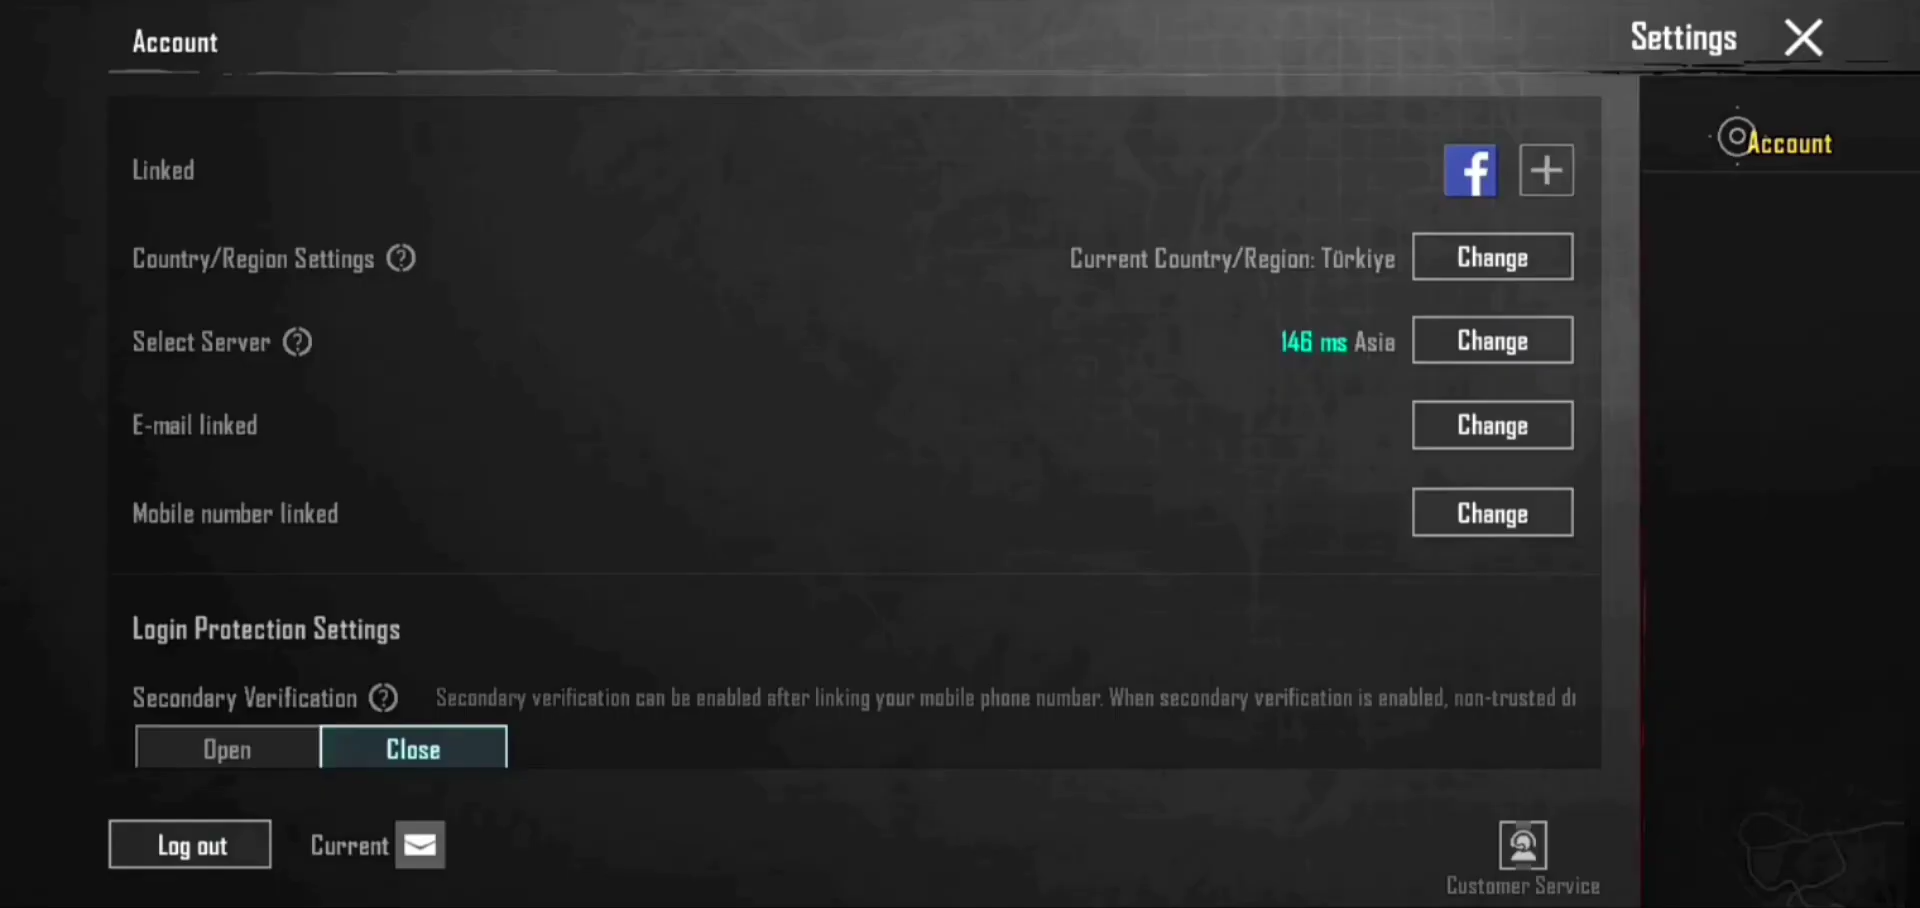 Account
Settings
Account
Linked
Country/Region Settings
Current Country/Region: Türkiye
Change
Select Server
146 ms Asia
Change
E-mail linked
Change
Mobile number linked
Change
Login Protection Settings
Secondary Verification
Secondary verification can be enabled after linking your mobile phone number. When secondary verification is enabled, non-trusted
Open
Close
Log out
Current
Customer Service